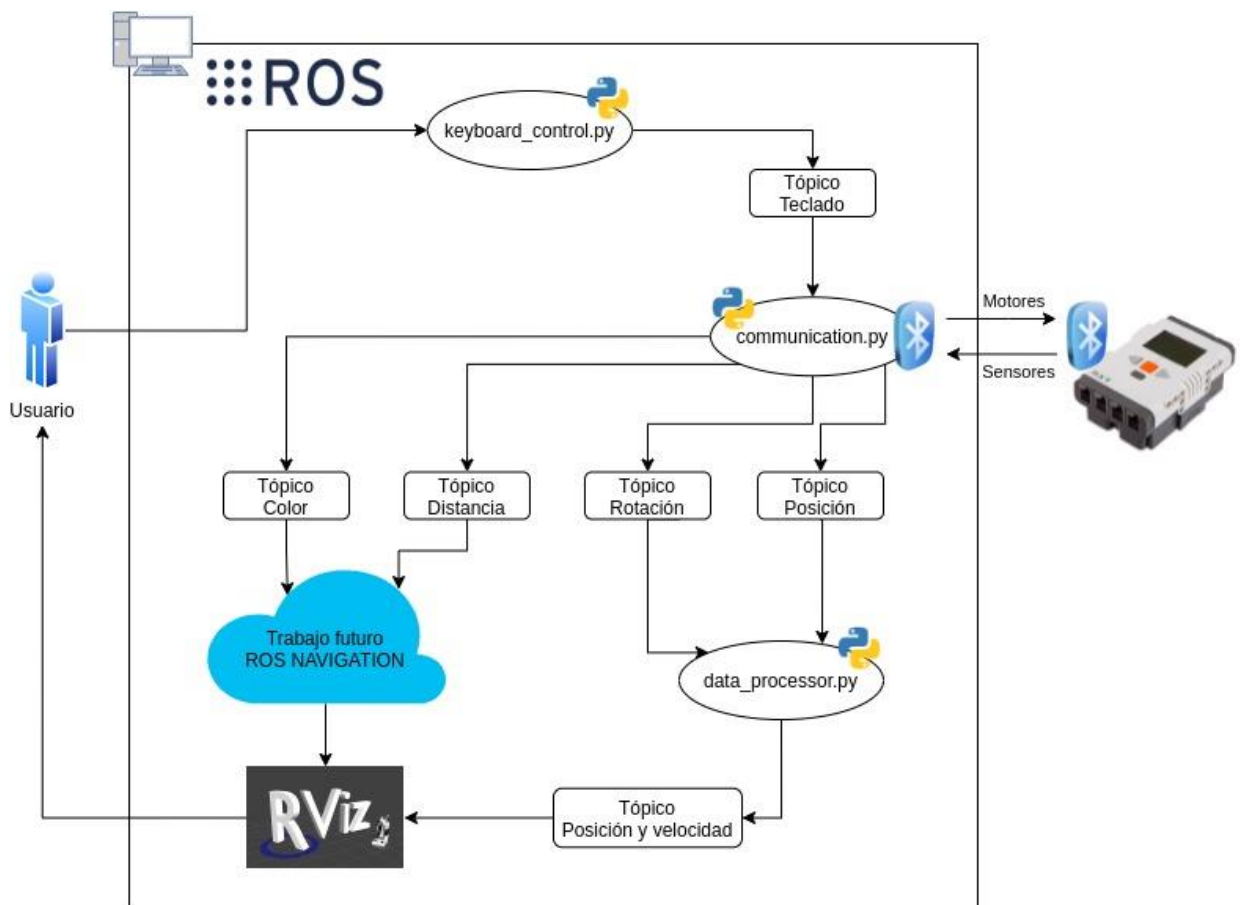 ROS
keyboard_control.py
Tópico
Teclado
Motores
communication.py
Sensores
Usuario
Tópico
Color
Tópico
Distancia
Tópico
Rotación
Tópico
Posición
Trabajo futuro
ROS NAVIGATION
data_processor.py
RViz
Tópico
Posición y velocidad